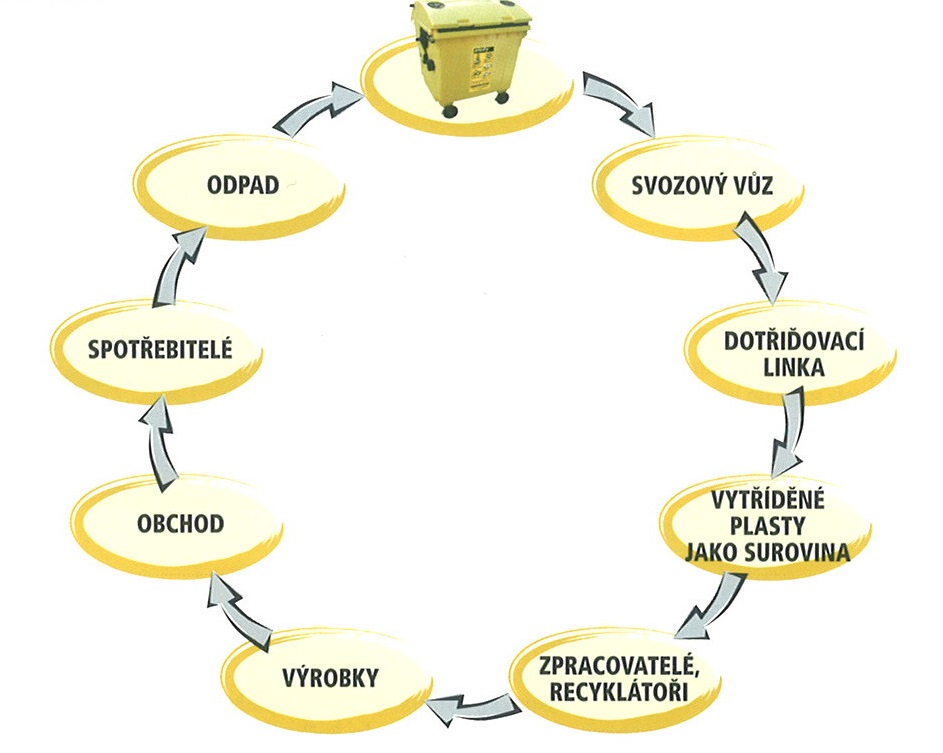 SVOZOVÝ VŮZ
DOTŘIĎOVACÍ
LINKA
VYTŘÍDĚNÉ
PLASTY
JAKO SUROVINA
ZPRACOVATELÉ,
RECYKLÁTOŘI
VÝROBKY
OBCHOD
SPOTŘEBITELÉ
ODPAD